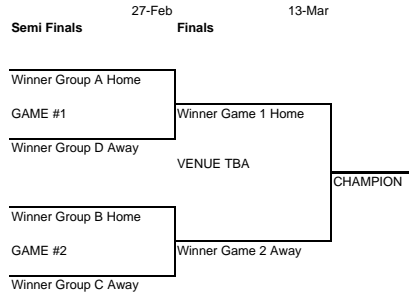 27-Feb 13-Mar
Semi Finals Finals
Winner Group A Home
GAME #1 Winner Game 1 Home
Winner Group D Away
VENUE TBA
CHAMPION
Winner Group B Home
GAME #2 Winner Game 2 Away
Winner Group C Away